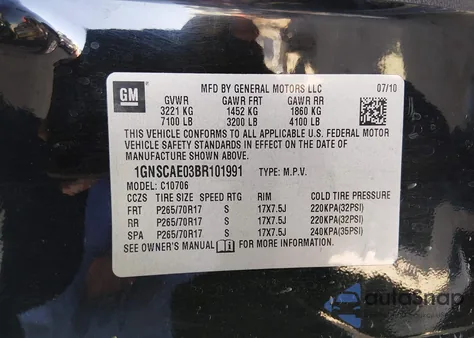 GM
MFD BY GENERAL MOTORS LLC 07/10
GVWR GAWR FRT GAWR RR
3221 KG 1452 KG 1860 KG
7100 LB 3200 LB 4100 LB
THIS VEHICLE CONFORMS TO ALL APPLICABLE U.S. FEDERAL MOTOR
VEHICLE SAFETY STANDARDS IN EFFECT ON THE DATE OF
MANUFACTURE SHOWN ABOVE.
1GNSCAE03BR101991 TYPE: M.P.V.
MODEL: C10706
CCZS TIRE SIZE SPEED RTG RIM COLD TIRE PRESSURE
FRT P265/70R17 S 17X7.5J 220KPA(32PSI)
RR P265/70R17 S 17X7.5J 220KPA(32PSI)
SPA P265/70R17 S 17X7.5J 240KPA(35PSI)
SEE OWNER'S MANUAL FOR MORE INFORMATION.
autosnap